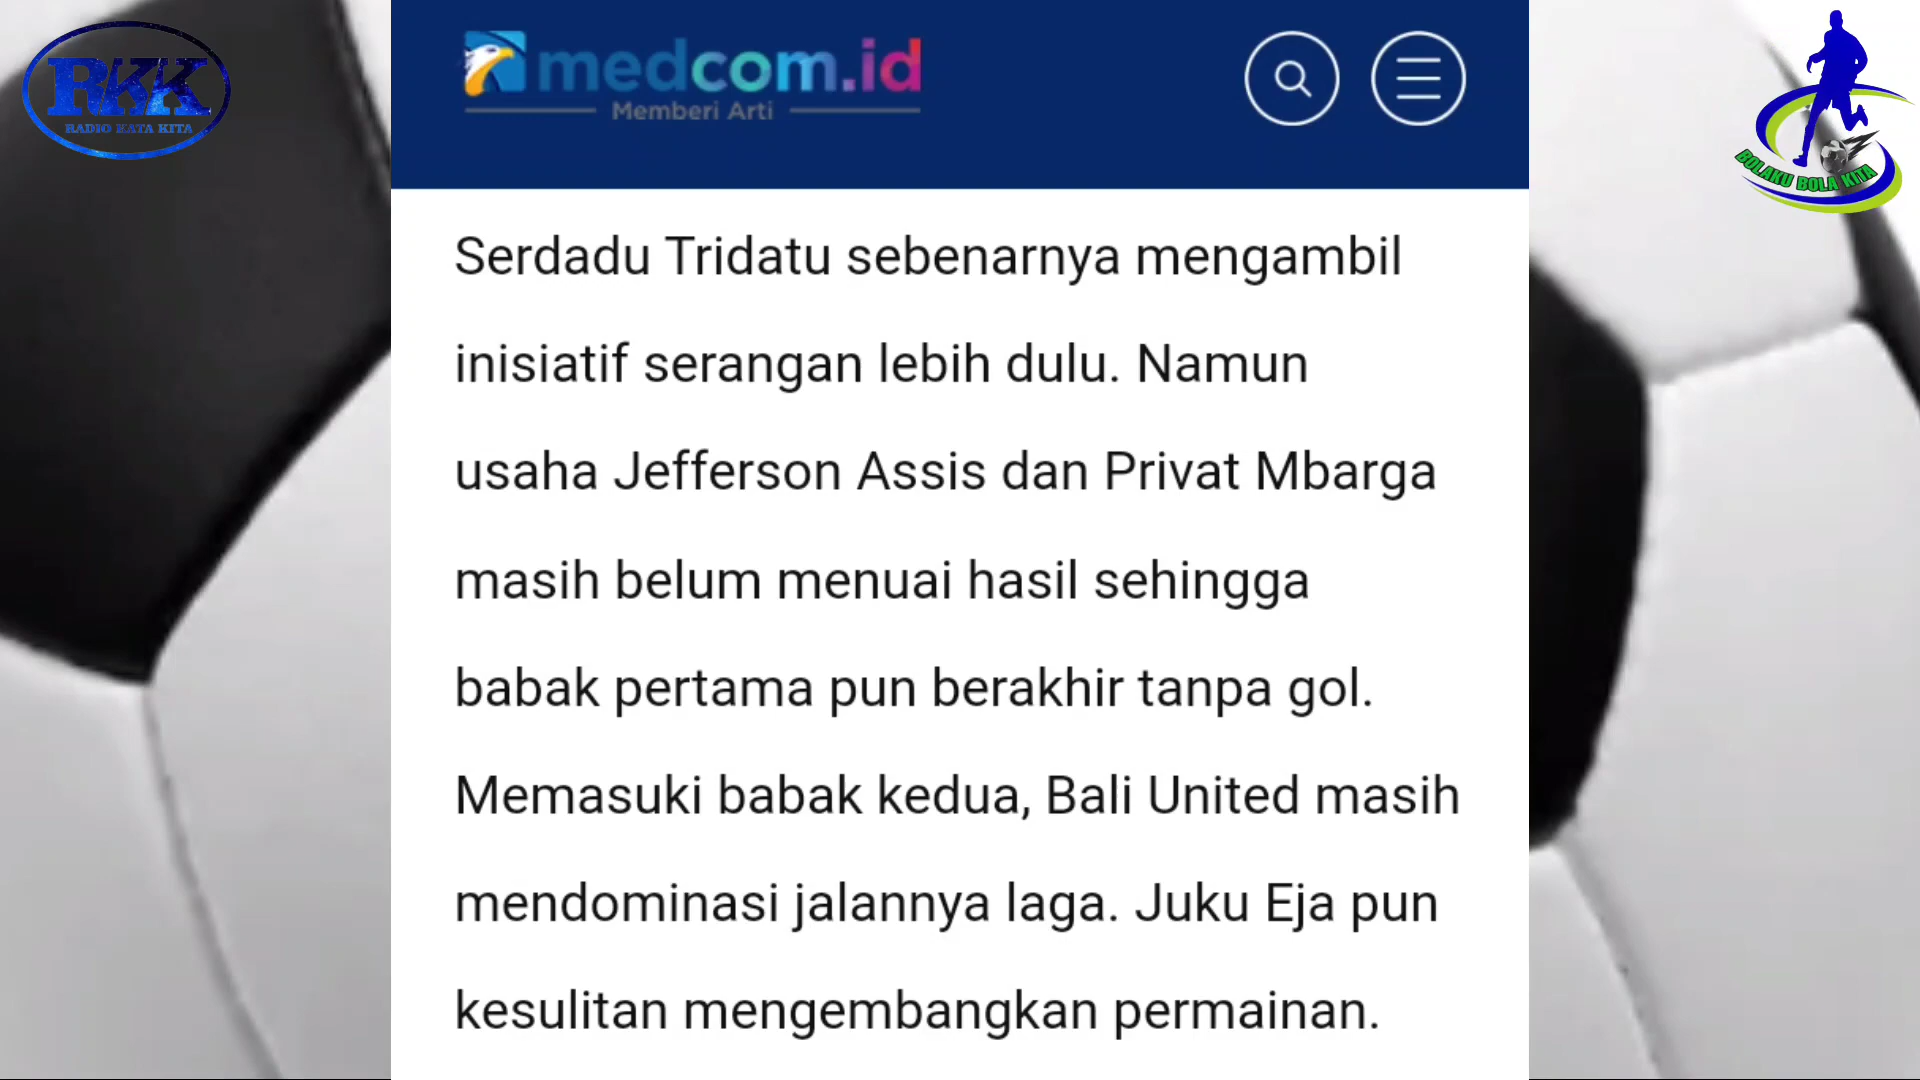 RKK
RADIO KATA KITA
medcom.id
Memberi Arti
BOLAKU BOLA KITA
Serdadu Tridatu sebenarnya mengambil
inisiatif serangan lebih dulu. Namun
usaha Jefferson Assis dan Privat Mbarga
masih belum menuai hasil sehingga
babak pertama pun berakhir tanpa gol.
Memasuki babak kedua, Bali United masih
mendominasi jalannya laga. Juku Eja pun
kesulitan mengembangkan permainan.